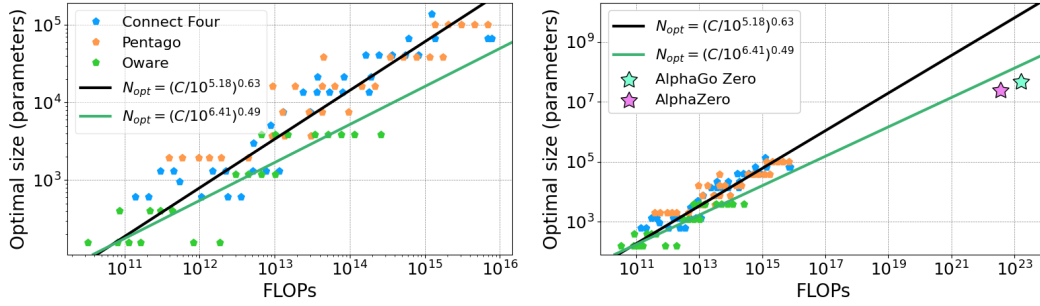 Optimal size (parameters)
10^5
10^4
10^3
Connect Four
Pentago
Oware
N_opt = (C/10^5.18)^0.63
N_opt = (C/10^6.41)^0.49
10^11 10^12 10^13 10^14 10^15 10^16
FLOPs
Optimal size (parameters)
10^9
10^7
10^5
10^3
N_opt = (C/10^5.18)^0.63
N_opt = (C/10^6.41)^0.49
AlphaGo Zero
AlphaZero
10^11 10^13 10^15 10^17 10^19 10^21 10^23
FLOPs